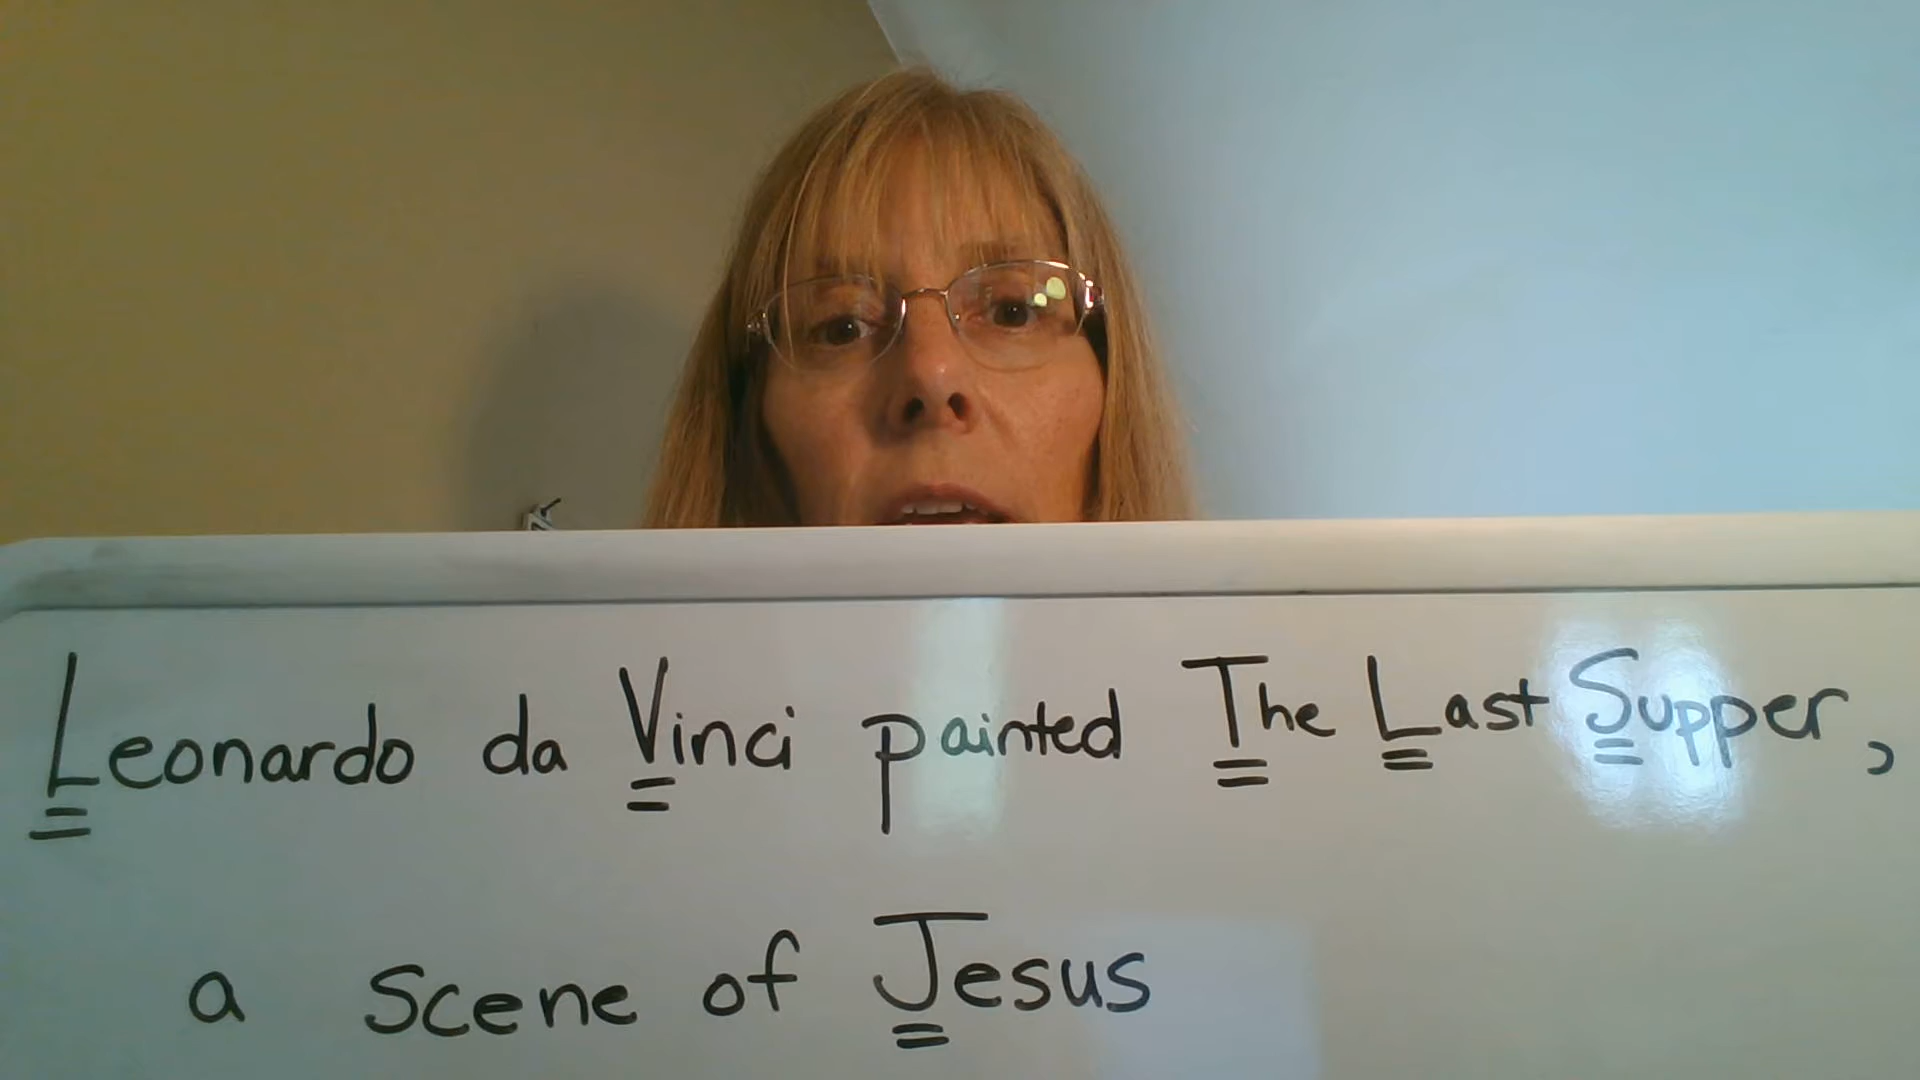 Leonardo da Vinci painted The Last Supper,
a scene of Jesus